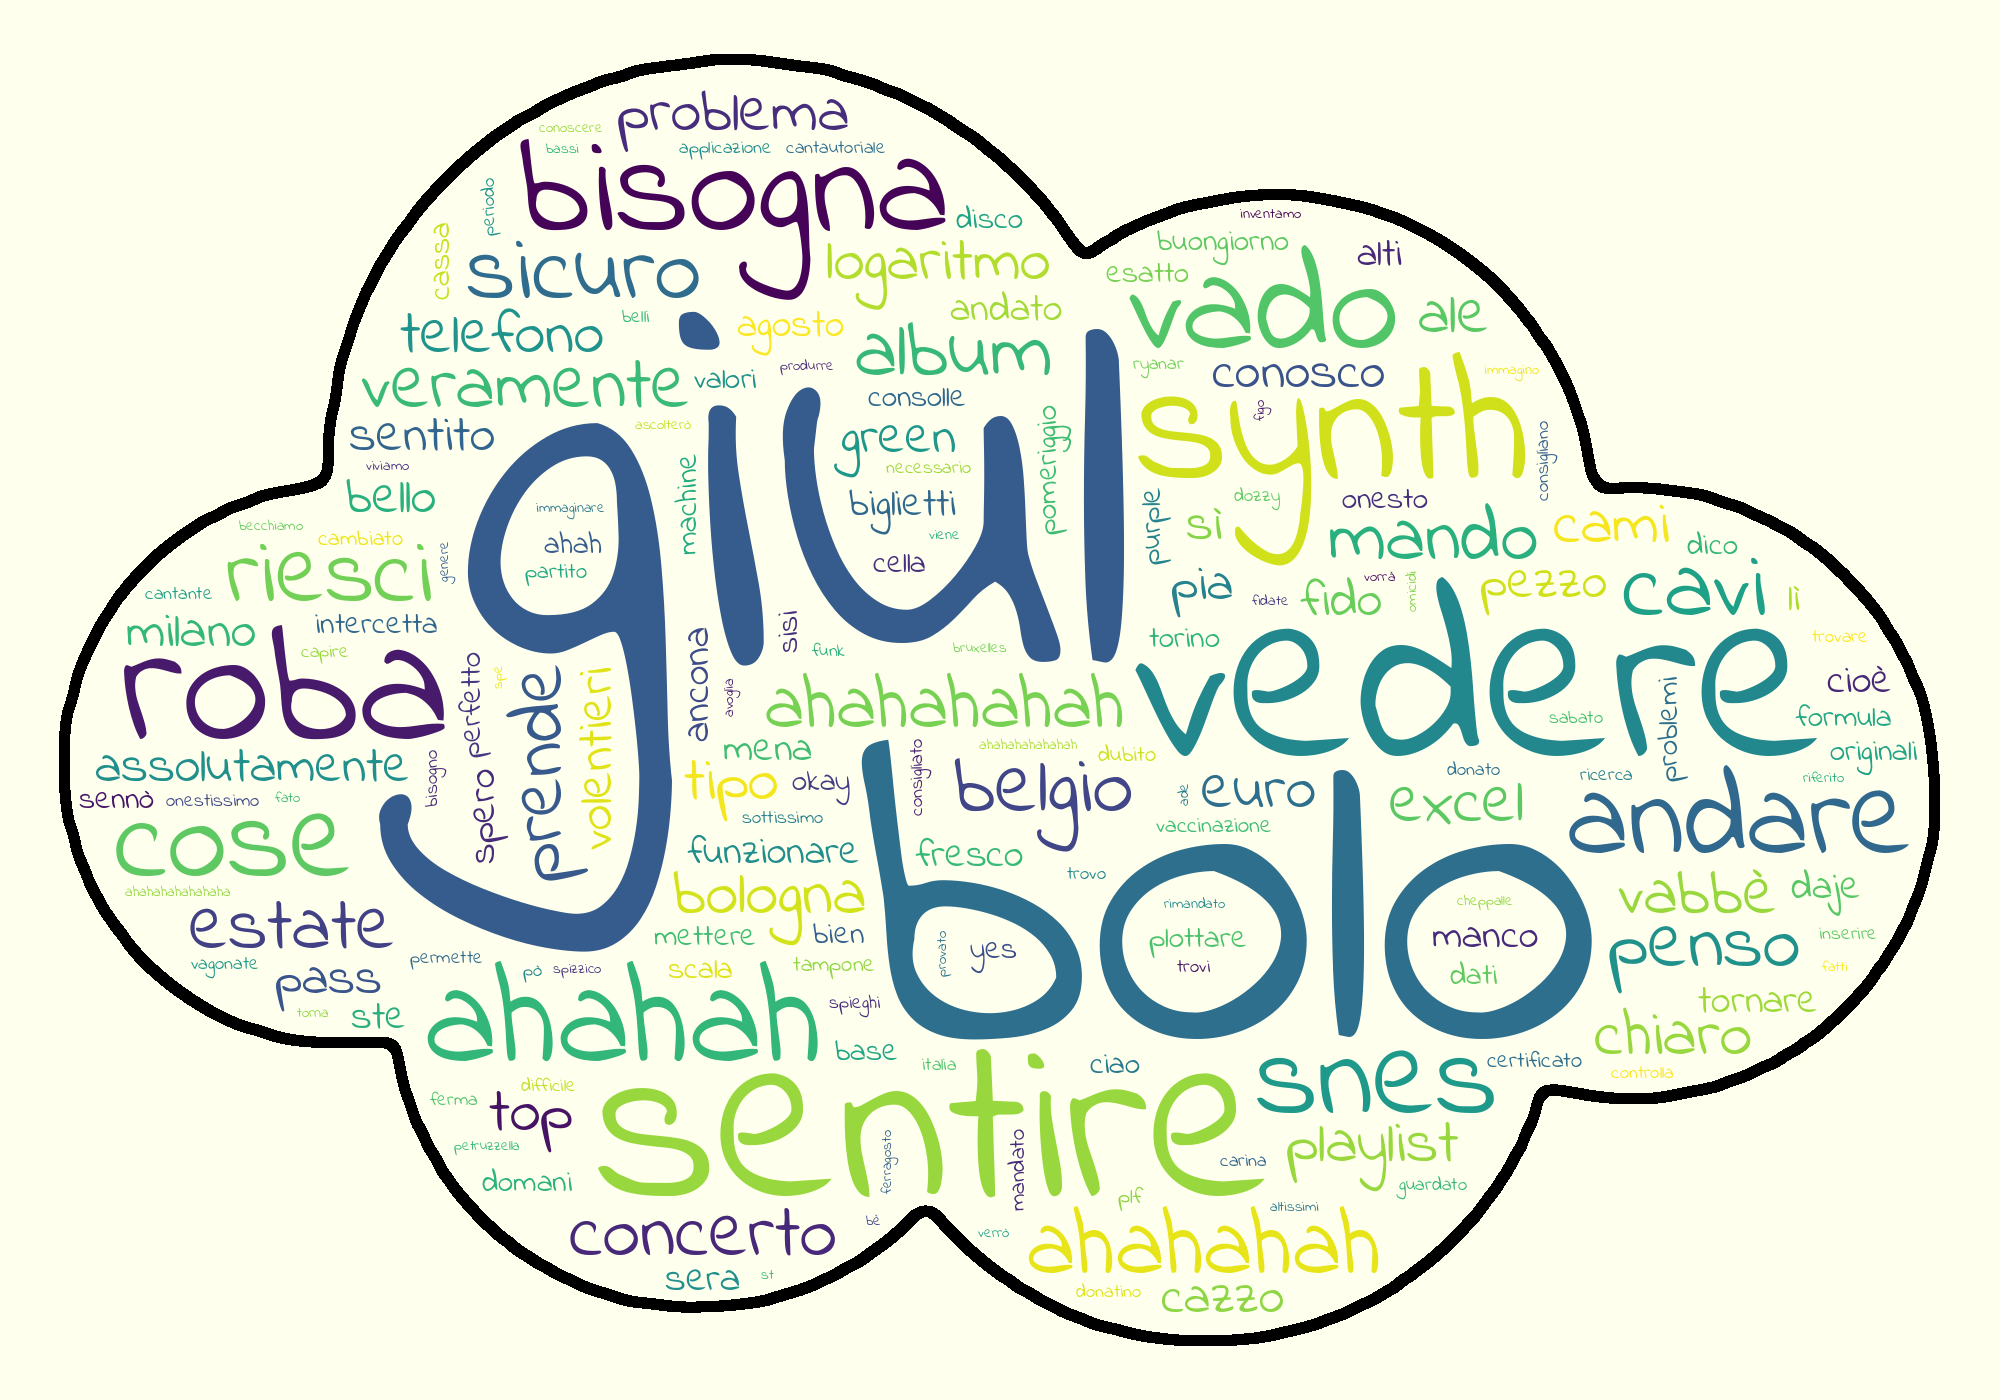 problema
conoscere
bassi
applicazione
cantautoriale
bisogna
periodo
disco
inventamo
cassa
sicuro
logaritmo
buongiorno
alti
esatto
telefono
belli
agosto
andato
vado
ale
album
produrre
ryanar
veramente
valori
conosco
immagino
consolle
synth
figo
sentito
ascolterò
green
pomeriggio
consigliano
viviamo
machine
necessario
bello
giul
immaginare
biglietti
purple
dozzy
onesto
becchiamo
cambiato
ahah
viene
sì
mando
cami
dico
riesci
genere
partito
cella
pia
fidate
vorrà
fido
omicidi
pezzo
cavi
lì
cantante
milano
intercetta
capire
ancona
sisi
funk
bruxelles
torino
vedere
trovare
roba
spero perfetto
spe
prende
volentieri
avoglia
ahahahahah
sabato
problemi
cioè
formula
assolutamente
bisogno
mena
ahahahahahah
dubito
originali
sennò
onestissimo
fato
tipo
okay
consigliato
belgio
ade
euro
donato
ricerca
riferito
cose
sottissimo
vaccinazione
excel
andare
funzionare
fresco
bolo
trovo
ahahahahahaha
bologna
rimandato
cheppalle
vabbè
daje
estate
mettere
bien
provato
yes
plottare
manco
penso
inserire
vagonate
pass
permette
pò
spizzico
scala
tampone
trovi
dati
fatti
torna
ste
ahahah
spieghi
tornare
base
italia
ciao
snes
certificato
chiaro
controlla
ferma
difficile
top
sentire
petruzzella
ferragosto
mandato
carina
playlist
domani
plf
guardato
concerto
bè
verrò
altissimi
ahahahah
sera
st
donatino
cazzo